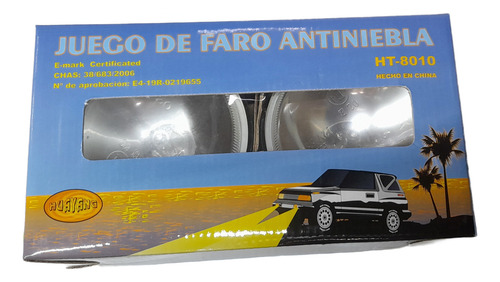 JUEGO DE FARO ANTINIEBLA
E-mark Certificated
CHAS: 38/683/2006
N° de aprobación: E4-19R-0219655
HT-8010
HECHO EN CHINA
HUAYANG